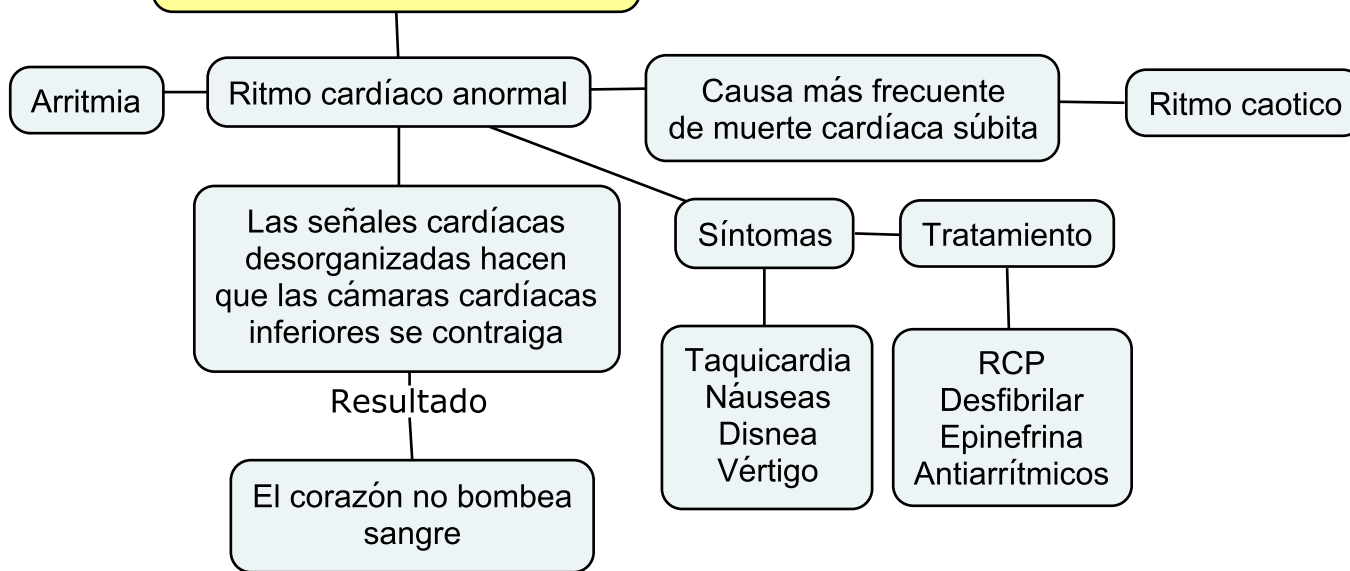 Arritmia
Ritmo cardíaco anormal
Causa más frecuente
de muerte cardíaca súbita
Ritmo caotico
Las señales cardíacas
desorganizadas hacen
que las cámaras cardíacas
inferiores se contraiga
Síntomas
Tratamiento
Taquicardia
Náuseas
Disnea
Vértigo
RCP
Desfibrilar
Epinefrina
Antiarrítmicos
Resultado
El corazón no bombea
sangre